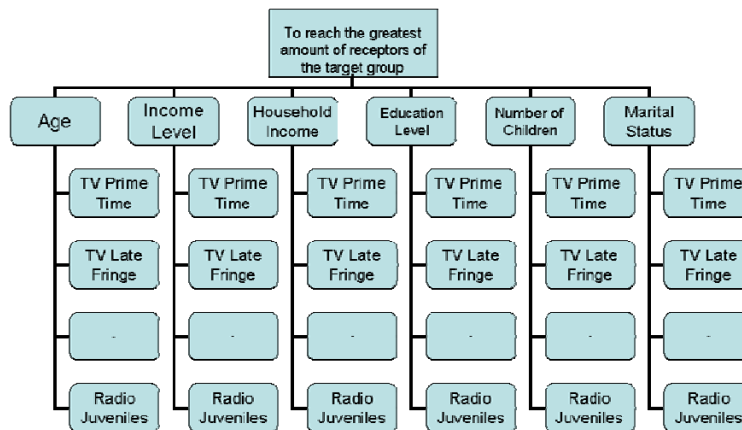 To reach the greatest
amount of receptors of
the target group
Age
Income
Level
Household
Income
Education
Level
Number of
Children
Marital
Status
TV Prime
Time
TV Prime
Time
TV Prime
Time
TV Prime
Time
TV Prime
Time
TV Prime
Time
TV Late
Fringe
TV Late
Fringe
TV Late
Fringe
TV Late
Fringe
TV Late
Fringe
TV Late
Fringe
-
-
-
-
-
-
Radio
Juveniles
Radio
Juveniles
Radio
Juveniles
Radio
Juveniles
Radio
Juveniles
Radio
Juveniles